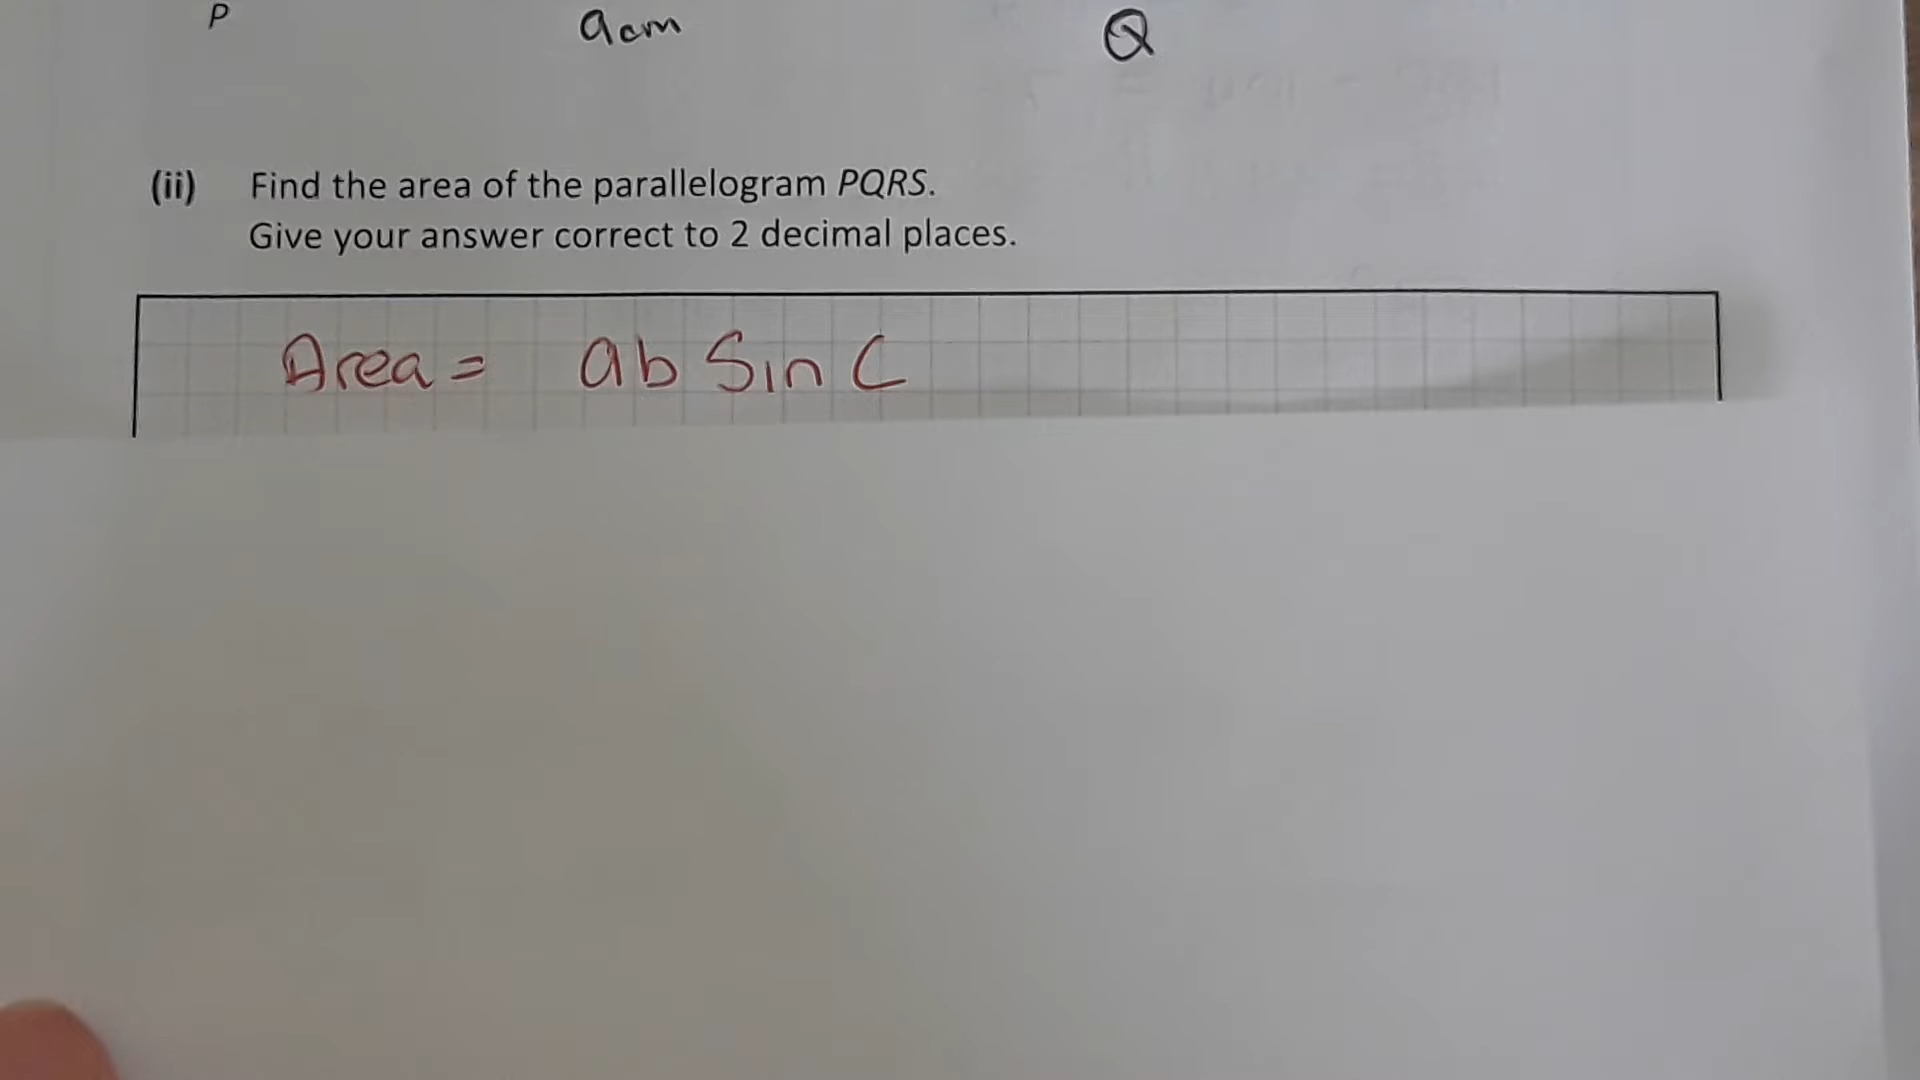 P 9cm Q
(ii) Find the area of the parallelogram PQRS.
Give your answer correct to 2 decimal places.
Area = ab Sin C